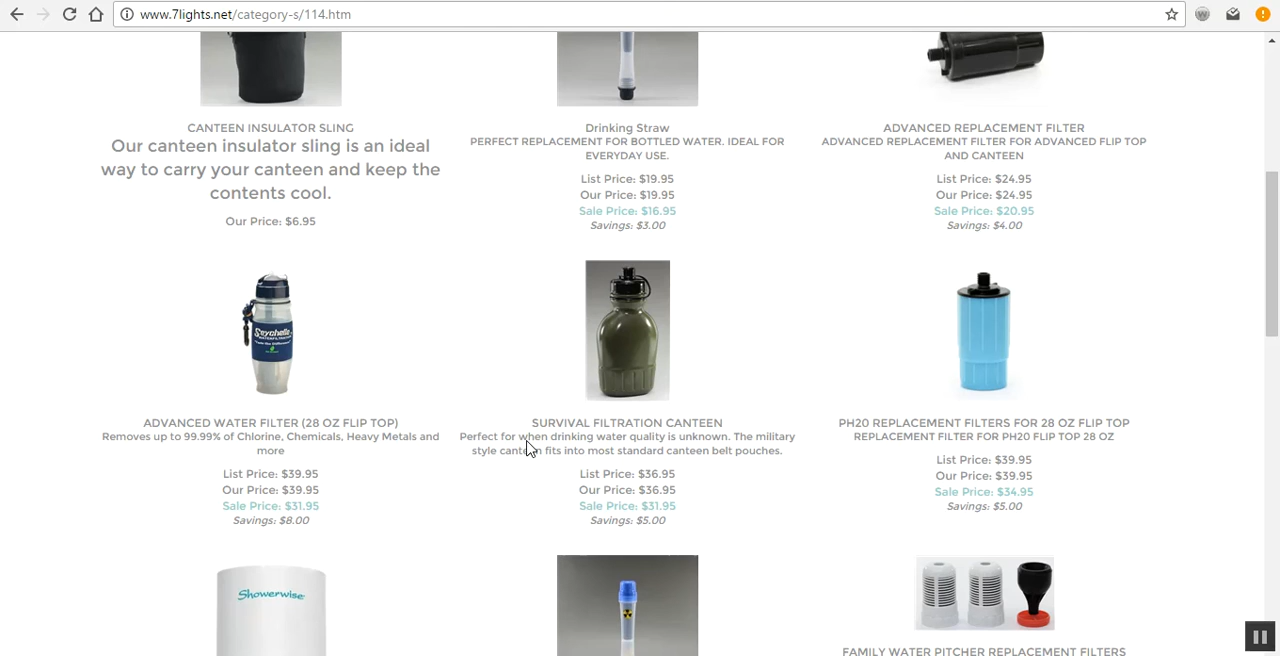 www.7lights.net/category-s/114.htm
CANTEEN INSULATOR SLING
Our canteen insulator sling is an ideal
way to carry your canteen and keep the
contents cool.
Our Price: $6.95
Drinking Straw
PERFECT REPLACEMENT FOR BOTTLED WATER. IDEAL FOR
EVERYDAY USE.
List Price: $19.95
Our Price: $19.95
Sale Price: $16.95
Savings: $3.00
ADVANCED REPLACEMENT FILTER
ADVANCED REPLACEMENT FILTER FOR ADVANCED FLIP TOP
AND CANTEEN
List Price: $24.95
Our Price: $24.95
Sale Price: $20.95
Savings: $4.00
Seychelle
ADVANCED WATER FILTER (28 OZ FLIP TOP)
Removes up to 99.99% of Chlorine, Chemicals, Heavy Metals and
more
List Price: $39.95
Our Price: $39.95
Sale Price: $31.95
Savings: $8.00
SURVIVAL FILTRATION CANTEEN
Perfect for when drinking water quality is unknown. The military
style canteen fits into most standard canteen belt pouches.
List Price: $36.95
Our Price: $36.95
Sale Price: $31.95
Savings: $5.00
PH20 REPLACEMENT FILTERS FOR 28 OZ FLIP TOP
REPLACEMENT FILTER FOR PH20 FLIP TOP 28 OZ
List Price: $39.95
Our Price: $39.95
Sale Price: $34.95
Savings: $5.00
Showerwise
FAMILY WATER PITCHER REPLACEMENT FILTERS